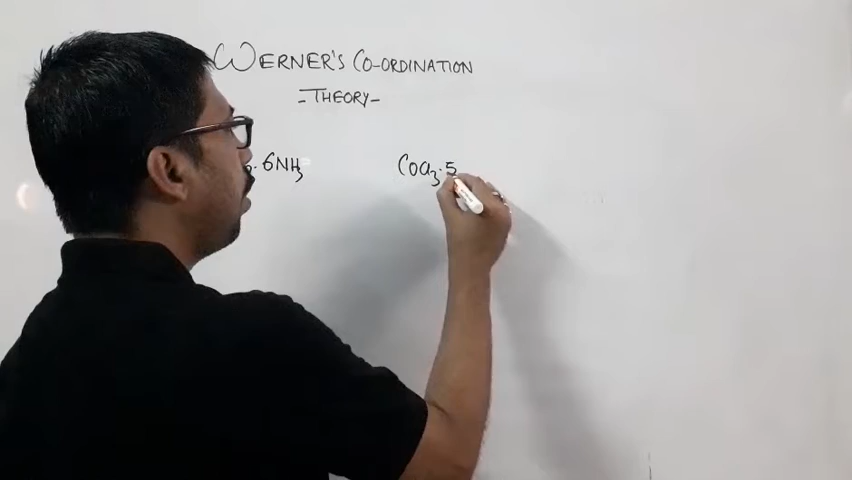 WERNER'S CO-ORDINATION
- THEORY -
. 6NH3 CoCl3. 5